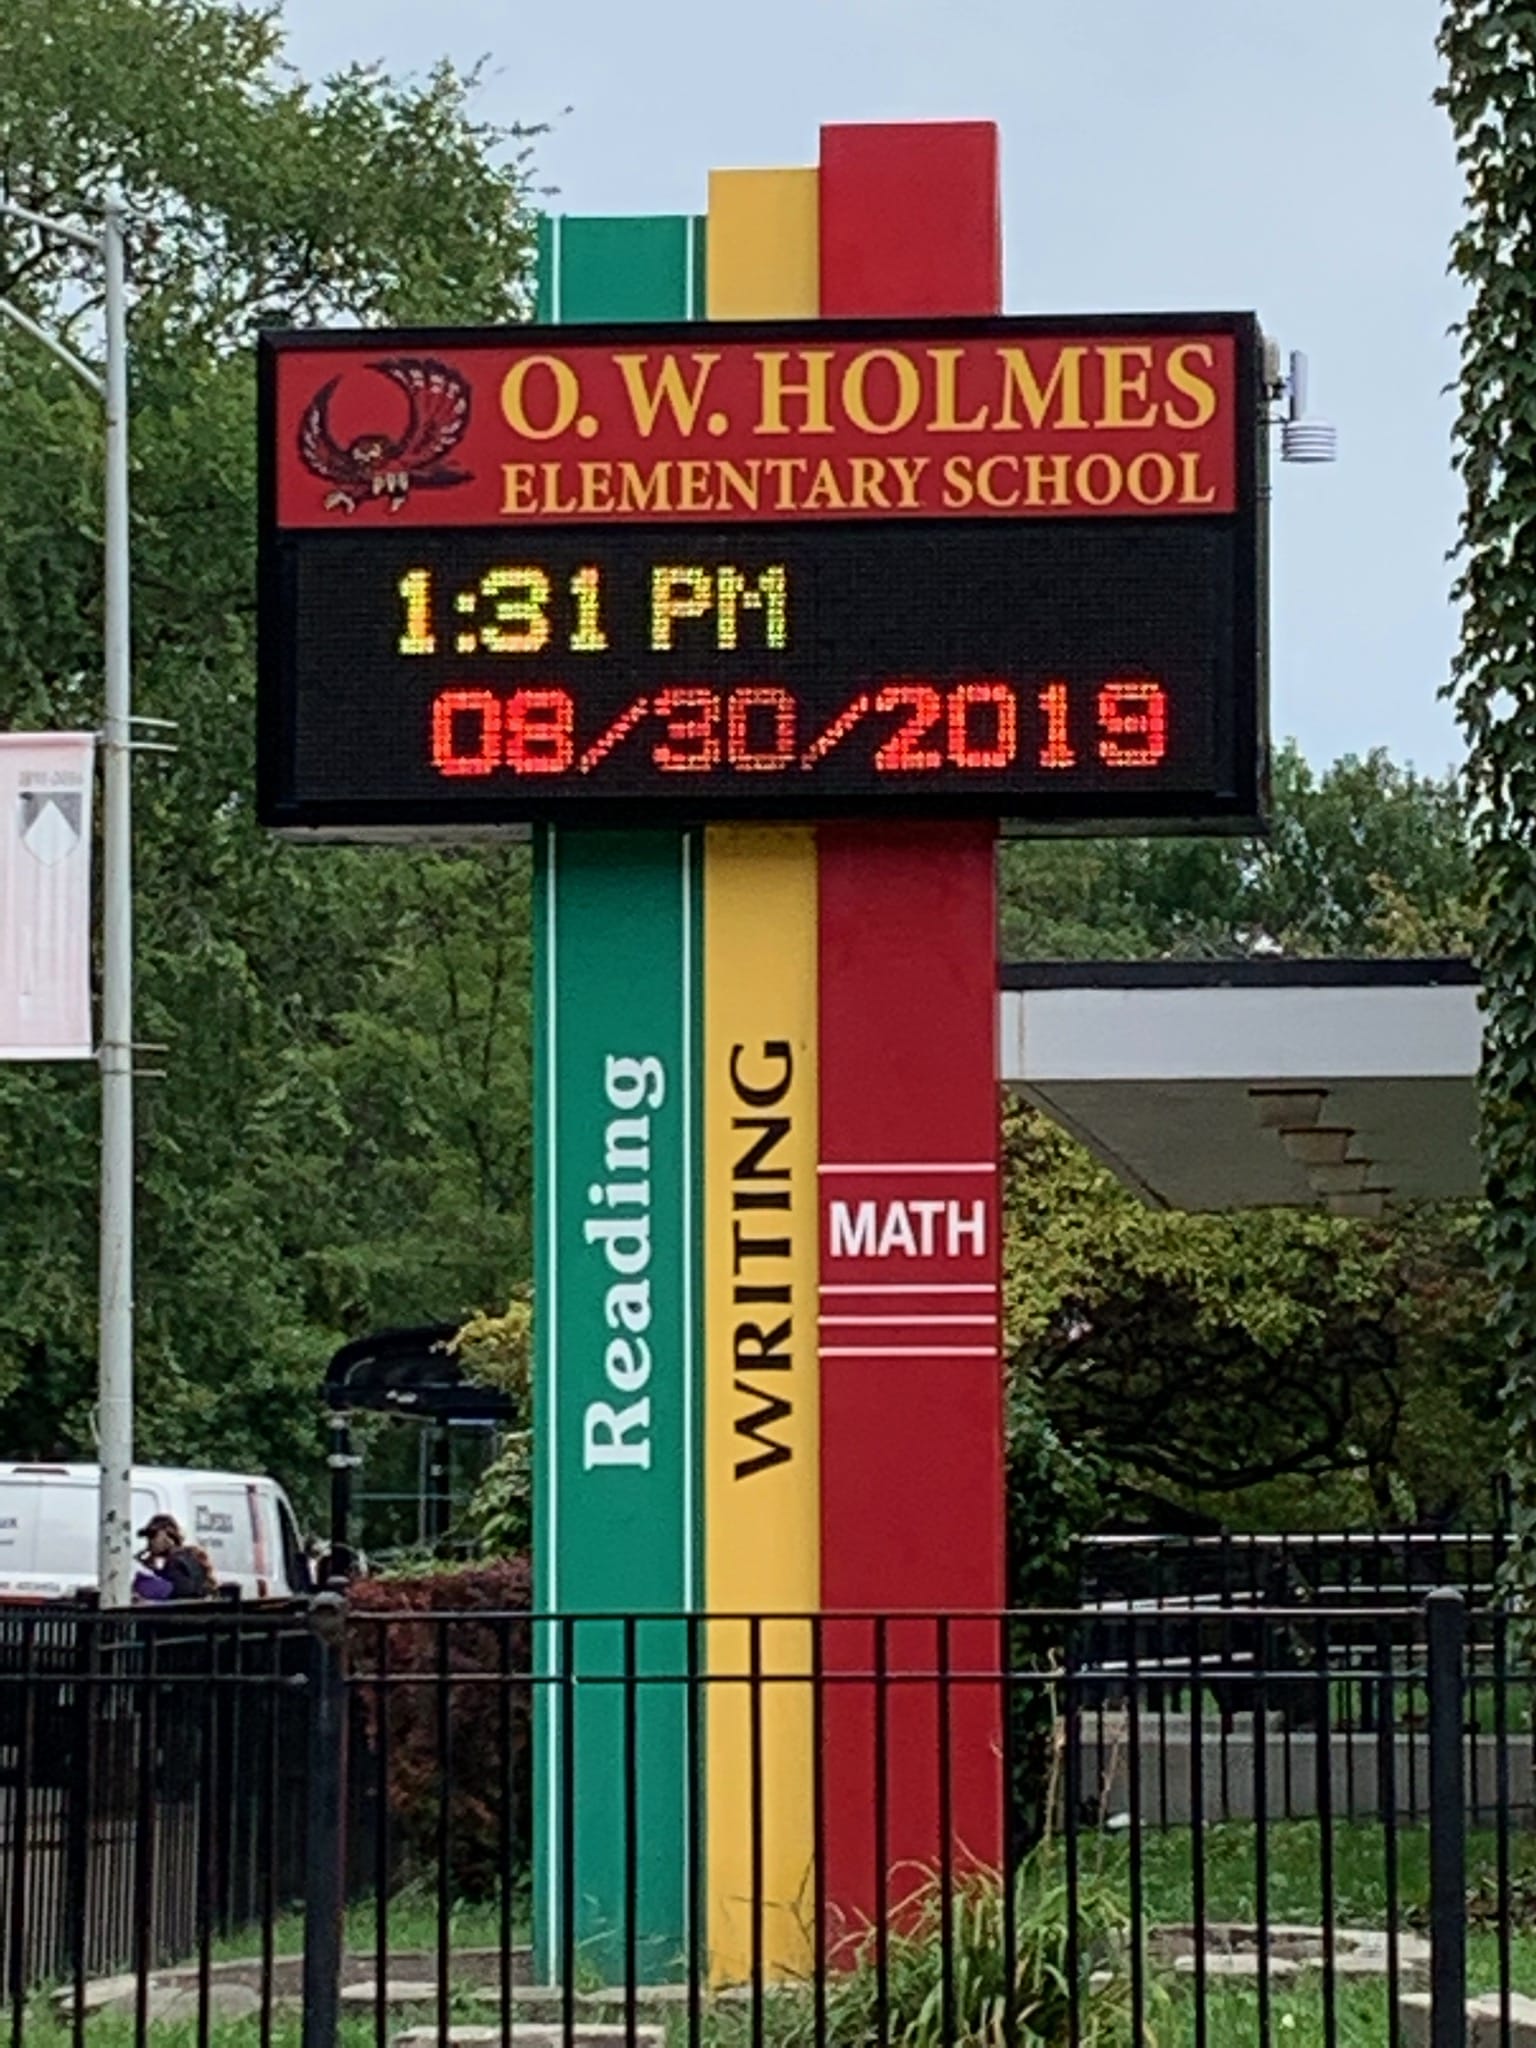 O. W. HOLMES
ELEMENTARY SCHOOL
1:31 PM
08/30/2019
Reading
WRITING
MATH